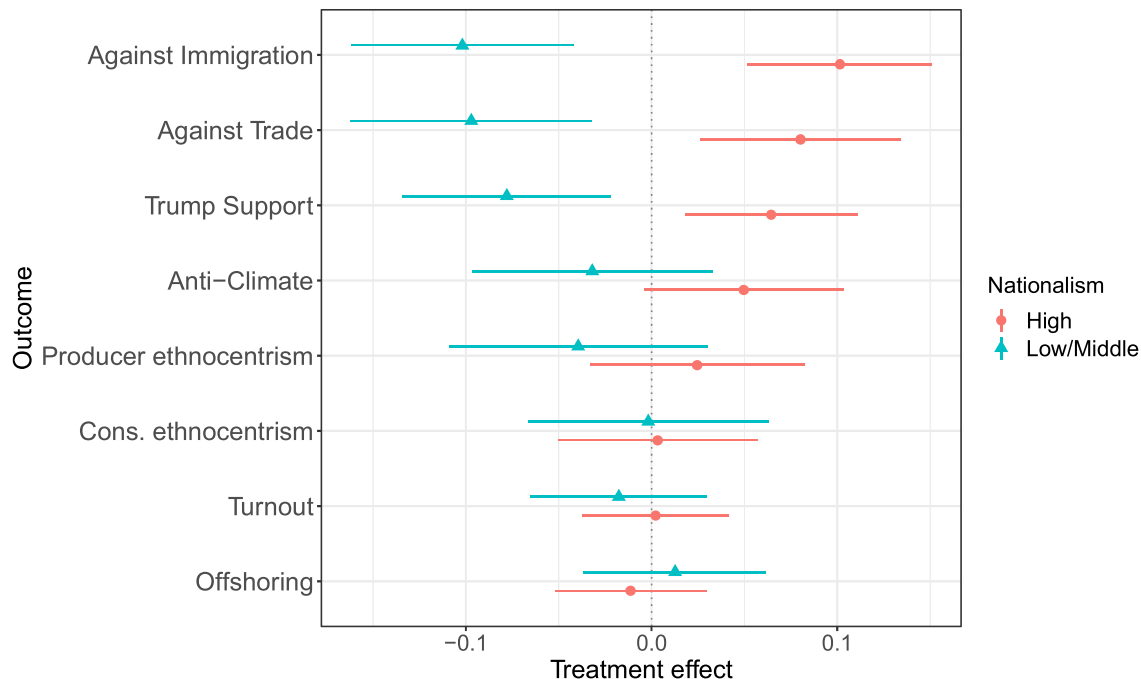 Outcome
Against Immigration
Against Trade
Trump Support
Anti−Climate
Producer ethnocentrism
Cons. ethnocentrism
Turnout
Offshoring
−0.1
0.0
0.1
Treatment effect
Nationalism
High
Low/Middle